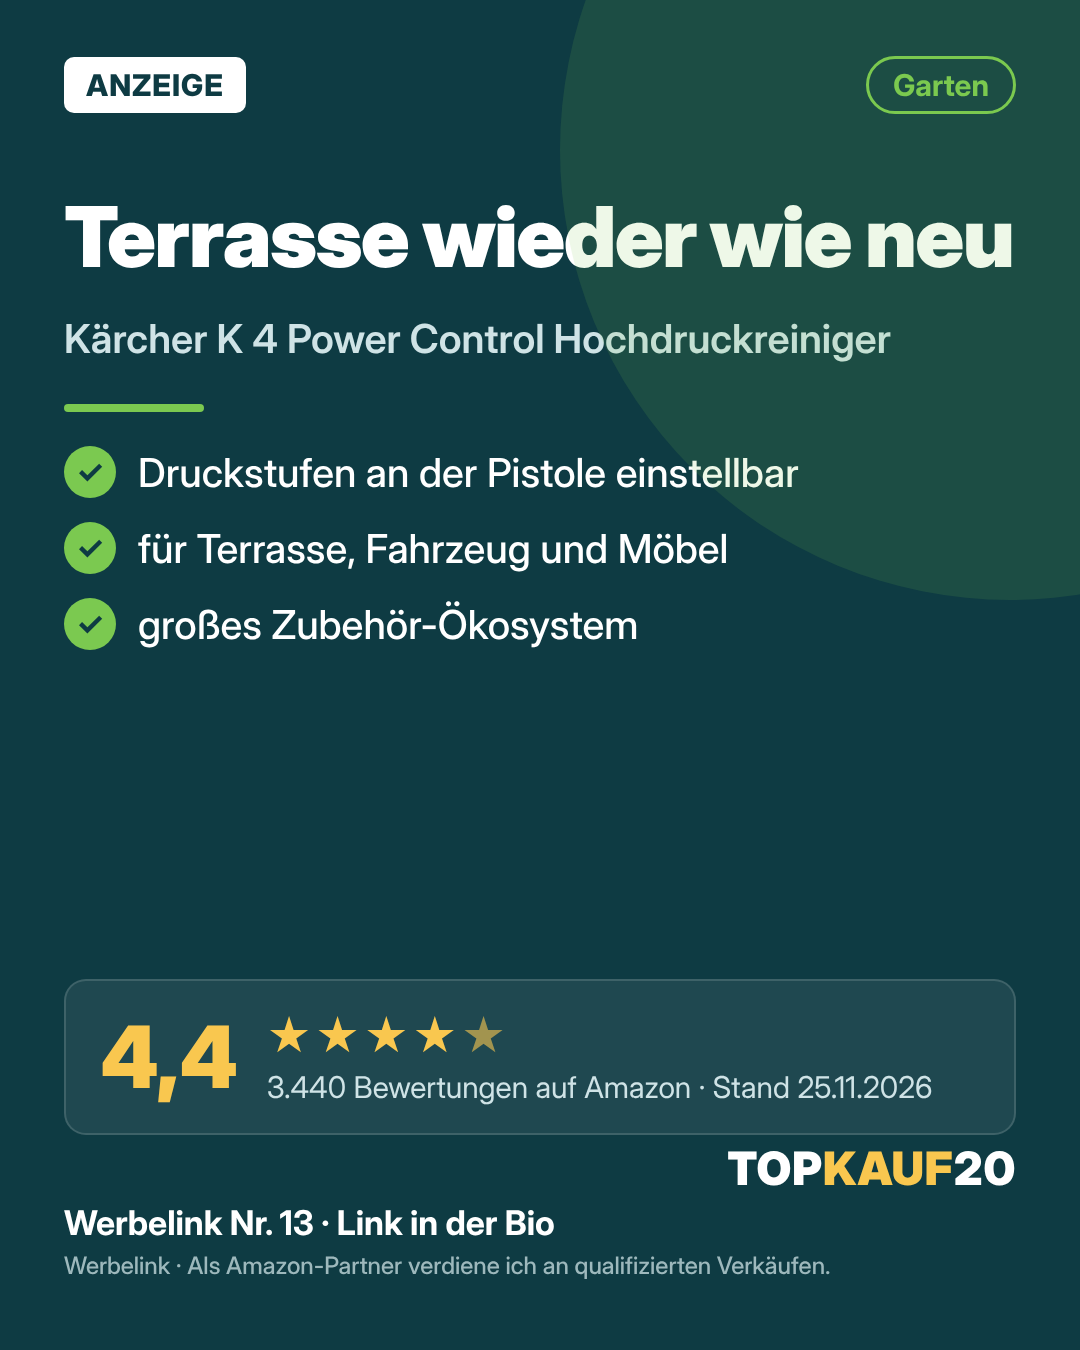 ANZEIGE
Garten
Terrasse wieder wie neu
Kärcher K 4 Power Control Hochdruckreiniger
Druckstufen an der Pistole einstellbar
für Terrasse, Fahrzeug und Möbel
großes Zubehör-Ökosystem
4,4
3.440 Bewertungen auf Amazon · Stand 25.11.2026
TOPKAUF20
Werbelink Nr. 13 · Link in der Bio
Werbelink · Als Amazon-Partner verdiene ich an qualifizierten Verkäufen.